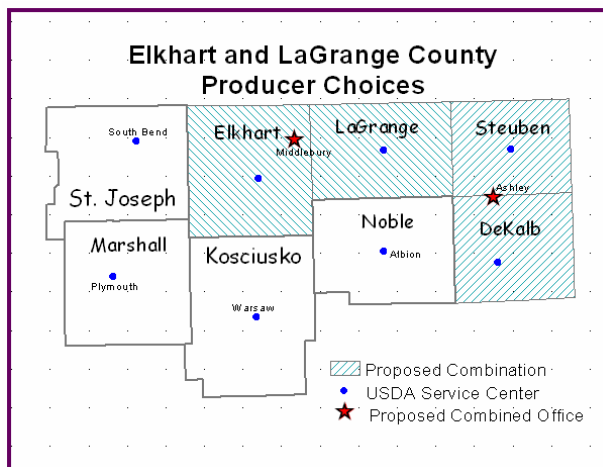 Elkhart and LaGrange County
Producer Choices
South Bend
Elkhart
LaGrange
Steuben
Middlebury
St. Joseph
Ashley
Noble
DeKalb
Marshall
Kosciusko
Albion
Plymouth
Warsaw
Proposed Combination
USDA Service Center
Proposed Combined Office